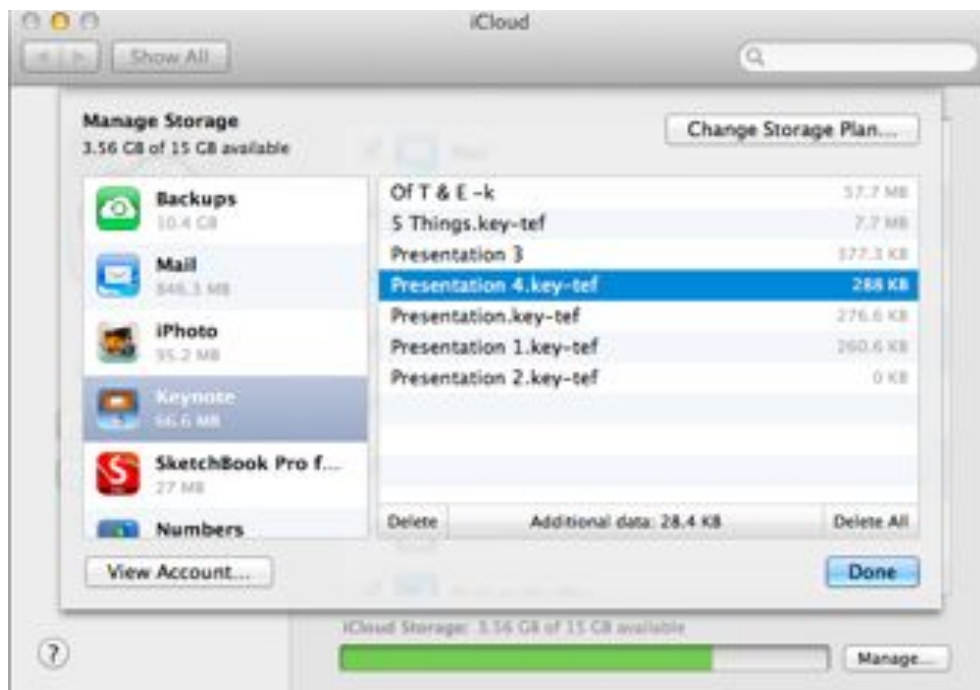 iCloud
Show All
Manage Storage
3.56 GB of 15 GB available
Change Storage Plan...
Backups
10.4 GB
Mail
846.3 MB
iPhoto
95.2 MB
Keynote
66.6 MB
SketchBook Pro f...
27 MB
Numbers
Of T & E -k 57.7 MB
5 Things.key-tef 7.7 MB
Presentation 3 377.3 KB
Presentation 4.key-tef 288 KB
Presentation.key-tef 276.6 KB
Presentation 1.key-tef 260.6 KB
Presentation 2.key-tef 0 KB
Delete Additional data: 28.4 KB Delete All
View Account...
Done
iCloud Storage: 3.56 GB of 15 GB available
?
Manage...